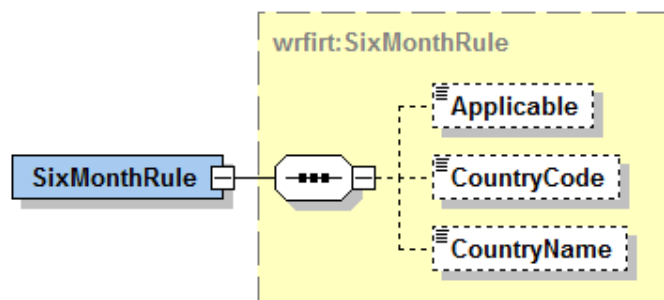 wrfirt:SixMonthRule
Applicable
SixMonthRule
CountryCode
CountryName